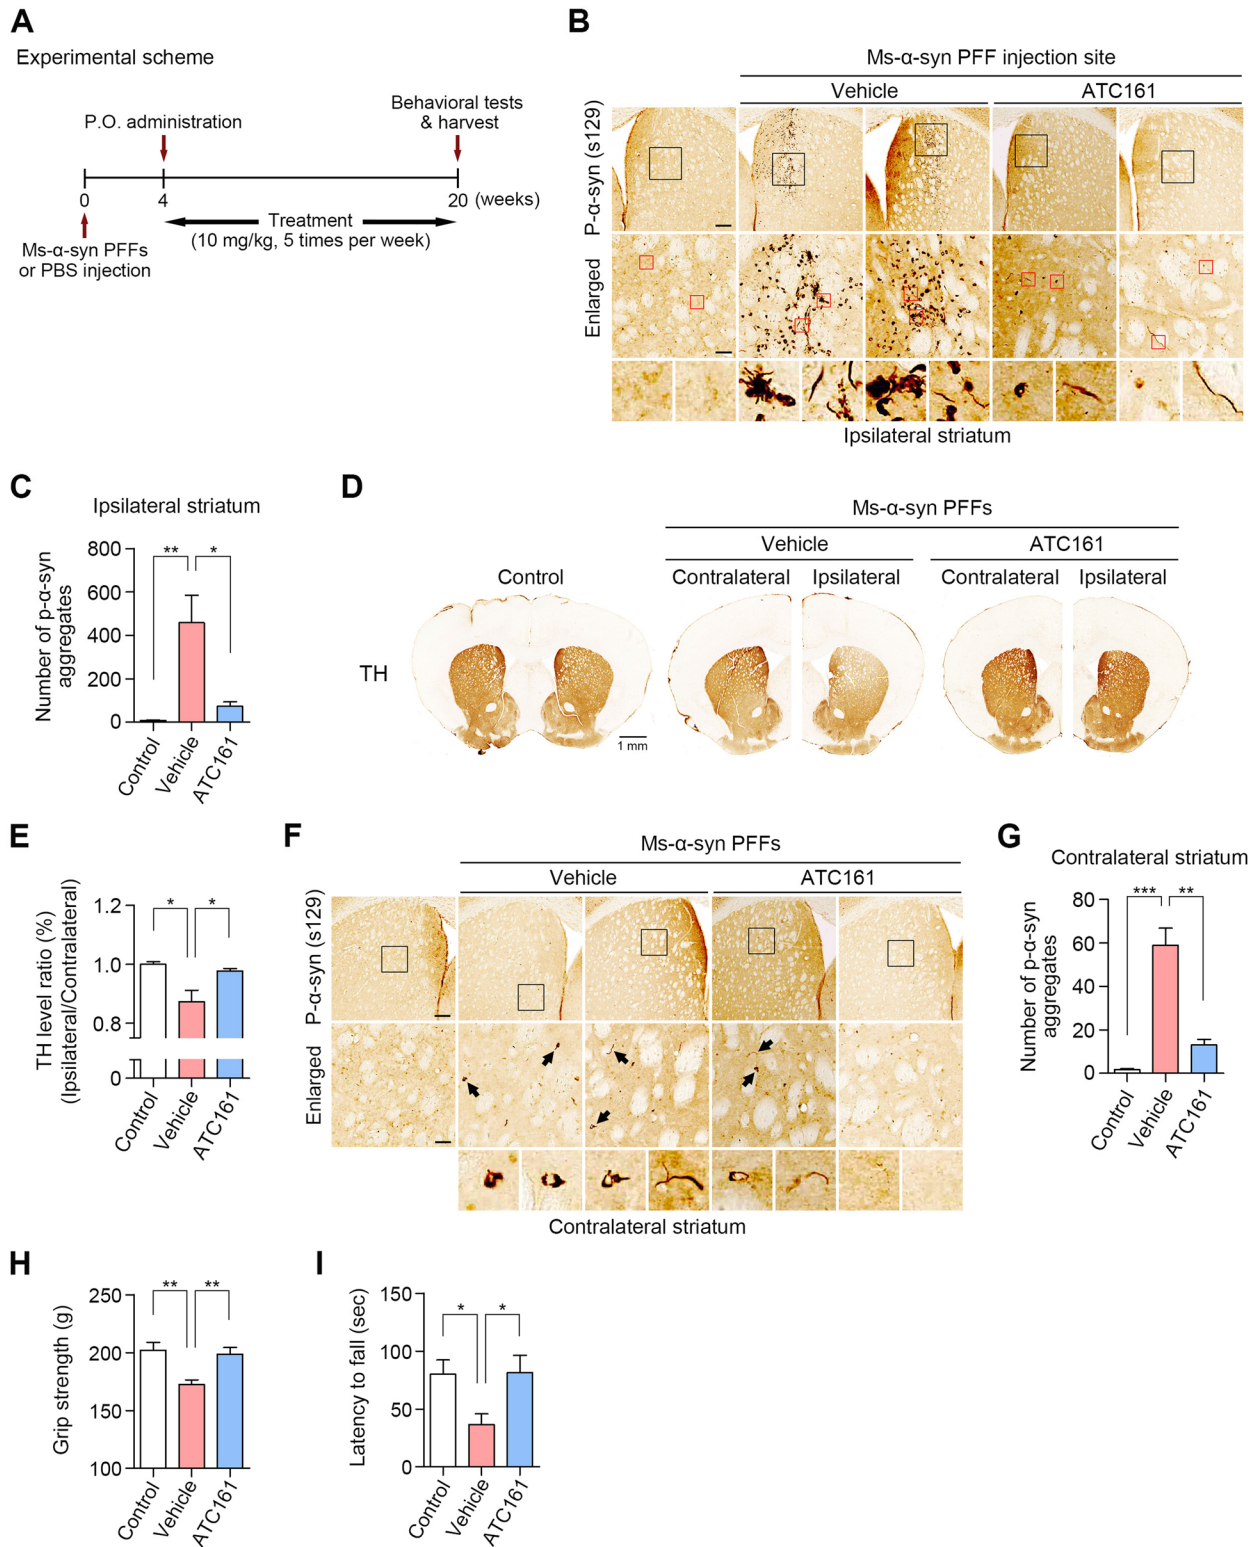 A
Experimental scheme
P.O. administration
Behavioral tests
& harvest
0
4
20 (weeks)
Treatment
(10 mg/kg, 5 times per week)
Ms-α-syn PFFs
or PBS injection
B
Ms-α-syn PFF injection site
Vehicle
ATC161
P-α-syn (s129)
Enlarged
Ipsilateral striatum
C
Ipsilateral striatum
Number of p-α-syn
aggregates
800
600
400
200
0
** *
Control
Vehicle
ATC161
D
Ms-α-syn PFFs
Vehicle
ATC161
Control
Contralateral
Ipsilateral
Contralateral
Ipsilateral
TH
1 mm
E
TH level ratio (%)
(Ipsilateral/Contralateral)
1.2
1.0
0.8
0
* *
Control
Vehicle
ATC161
F
Ms-α-syn PFFs
Vehicle
ATC161
P-α-syn (s129)
Enlarged
Contralateral striatum
G
Contralateral striatum
Number of p-α-syn
aggregates
80
60
40
20
0
*** **
Control
Vehicle
ATC161
H
Grip strength (g)
250
200
150
100
** **
Control
Vehicle
ATC161
I
Latency to fall (sec)
150
100
50
0
* *
Control
Vehicle
ATC161